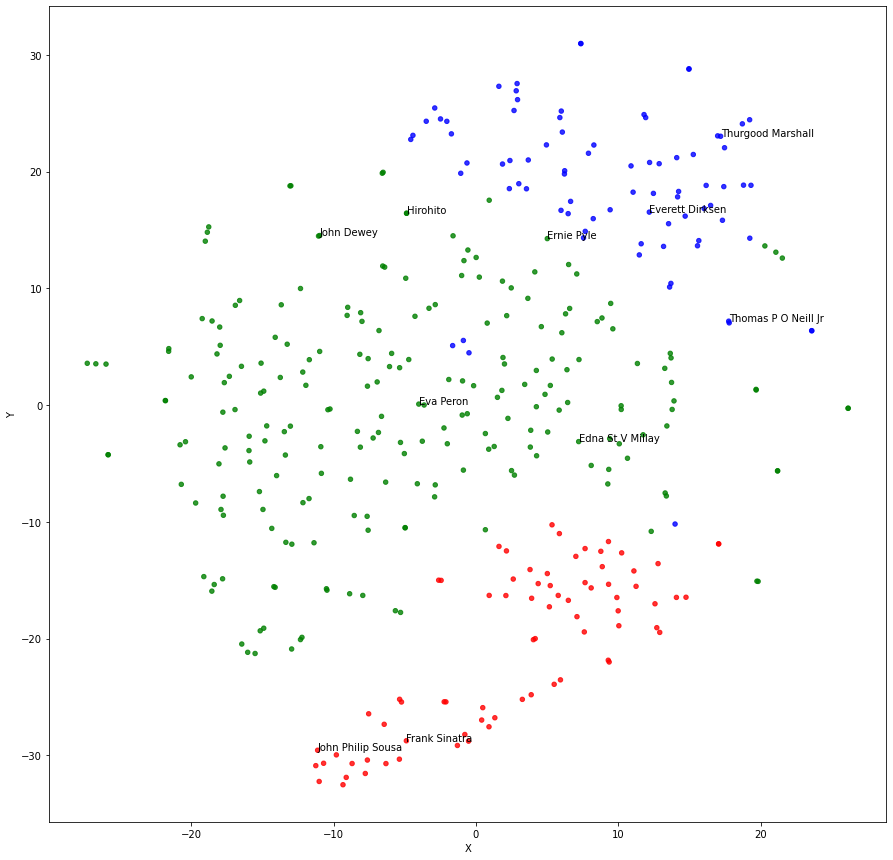 30
Thurgood Marshall
20
Hirohito
Everett Dirksen
John Dewey
Ernie Pyle
10
Thomas P O Neill Jr
Y
0
Eva Peron
Edna St V Millay
−10
−20
Frank Sinatra
John Philip Sousa
−30
−20
−10
0
10
20
X